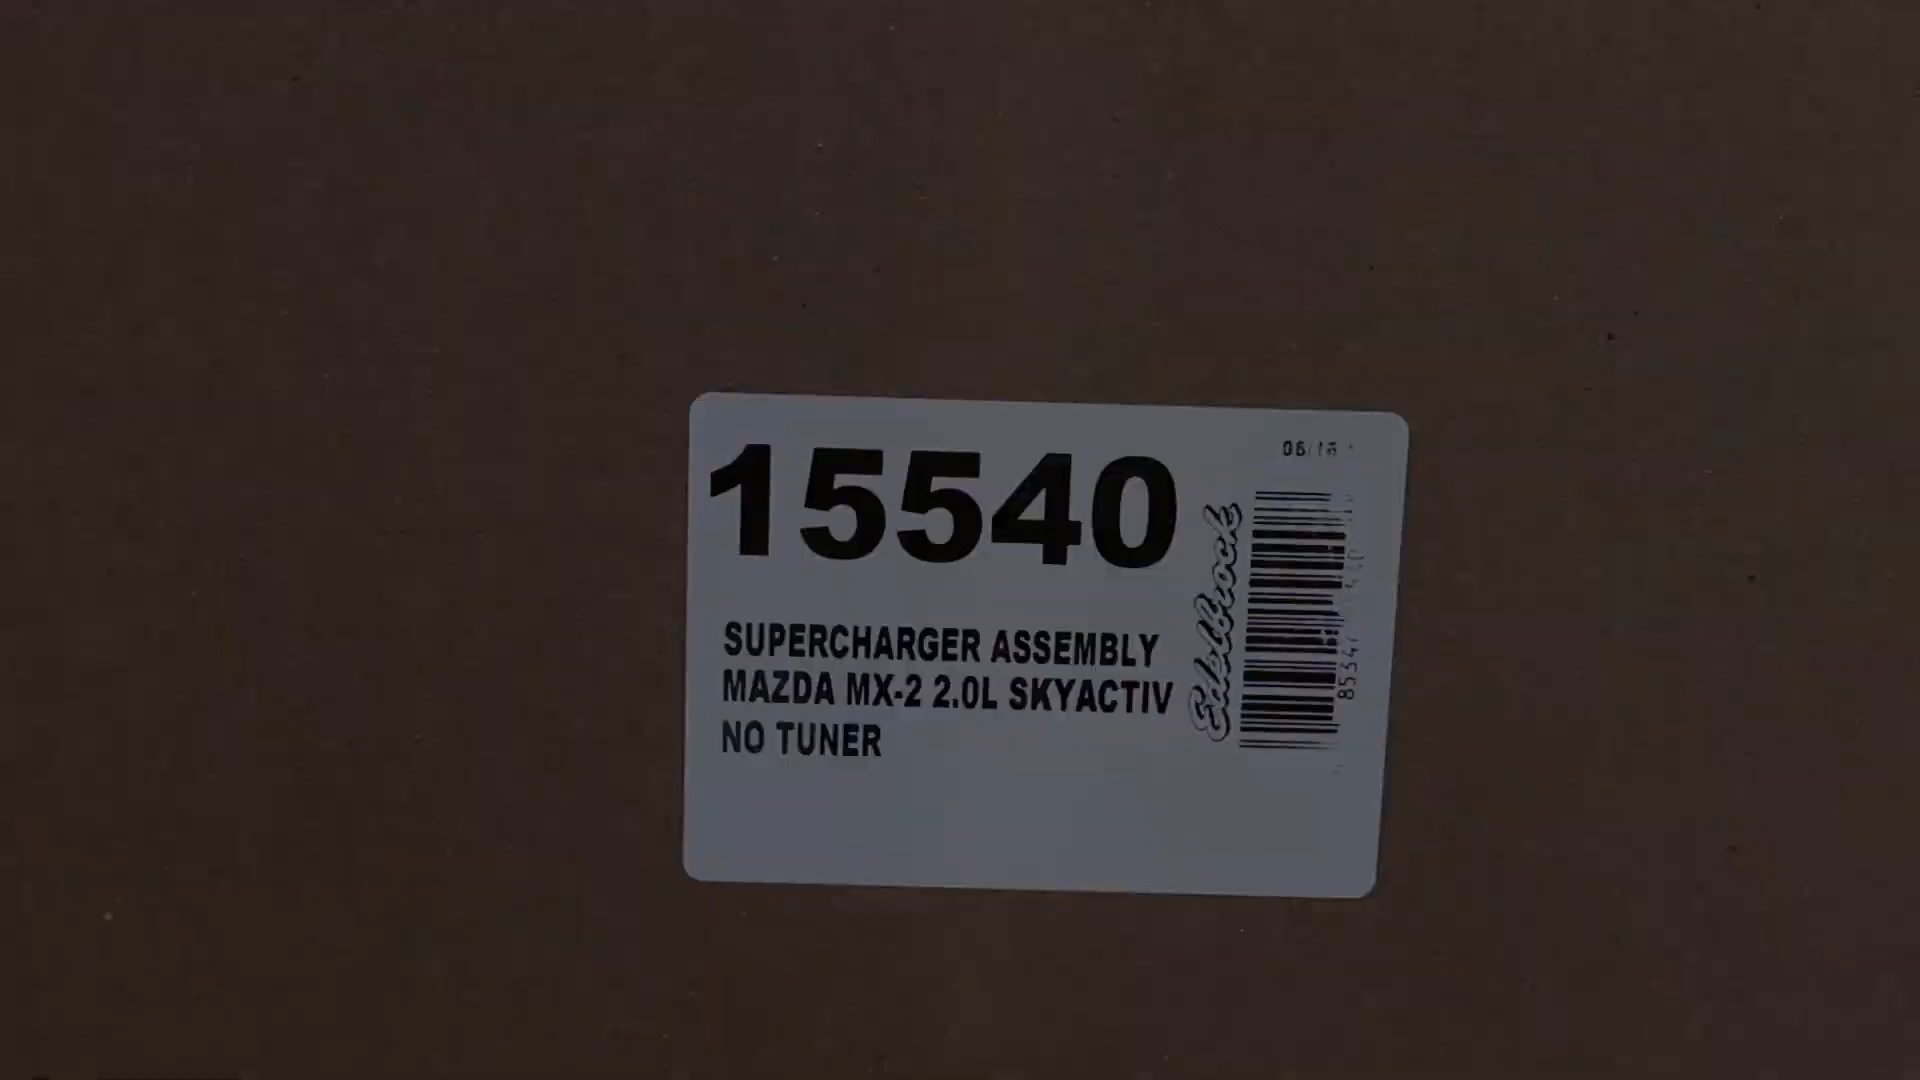 15540
SUPERCHARGER ASSEMBLY
MAZDA MX-2 2.0L SKYACTIV
NO TUNER
Edelbrock